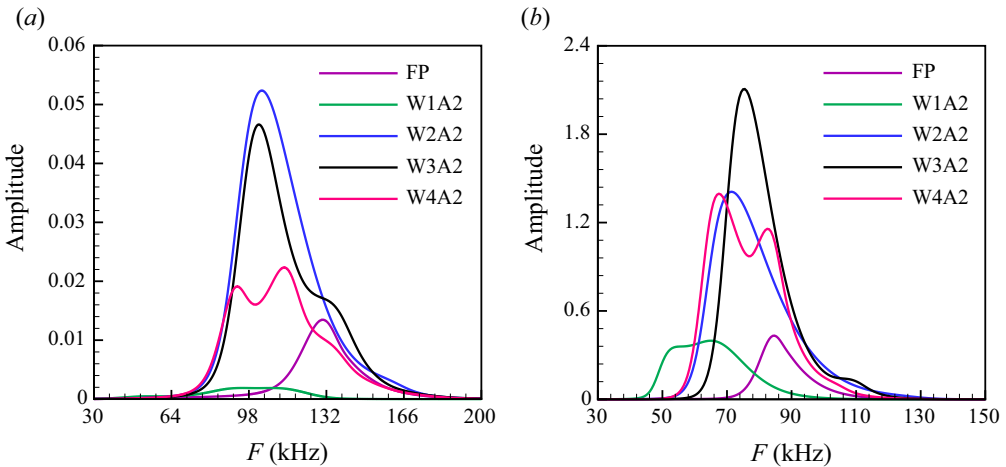 (a)
0.06
0.05
0.04
0.03
0.02
0.01
0
Amplitude
FP
W1A2
W2A2
W3A2
W4A2
30 64 98 132 166 200
F (kHz)
(b)
2.4
1.8
1.2
0.6
0
Amplitude
FP
W1A2
W2A2
W3A2
W4A2
30 50 70 90 110 130 150
F (kHz)